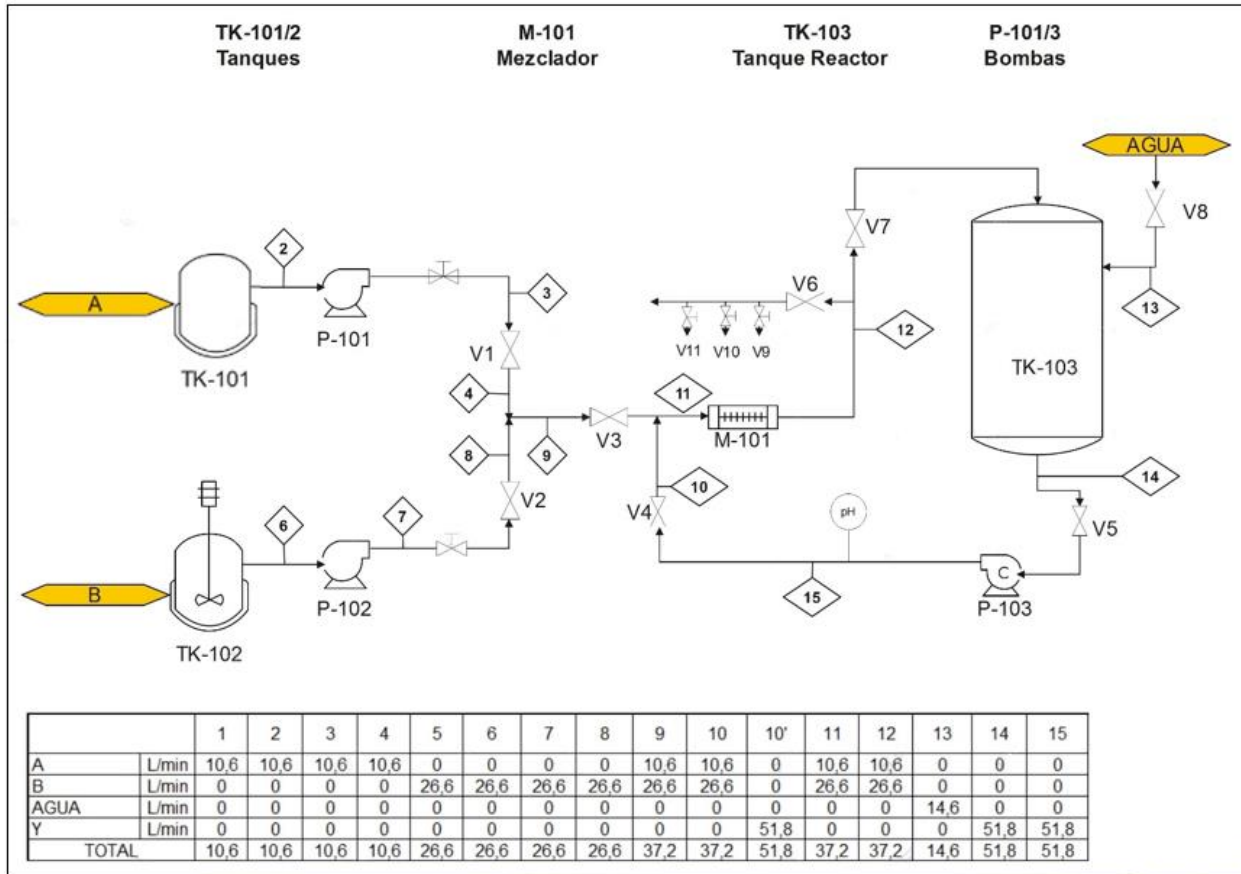 TK-101/2 M-101 TK-103 P-101/3
Tanques Mezclador Tanque Reactor Bombas
AGUA
V8
V7
2
3
13
A
P-101
V6
12
V11 V10 V9
TK-101
V1
TK-103
4
11
V3
M-101
8
9
10
14
V2
V4
pH
V5
6
7
C
B
P-102
15
P-103
TK-102
1 2 3 4 5 6 7 8 9 10 10' 11 12 13 14 15
A L/min 10,6 10,6 10,6 10,6 0 0 0 0 10,6 10,6 0 10,6 10,6 0 0 0
B L/min 0 0 0 0 26,6 26,6 26,6 26,6 26,6 26,6 0 26,6 26,6 0 0 0
AGUA L/min 0 0 0 0 0 0 0 0 0 0 0 0 0 14,6 0 0
Y L/min 0 0 0 0 0 0 0 0 0 0 51,8 0 0 0 51,8 51,8
TOTAL 10,6 10,6 10,6 10,6 26,6 26,6 26,6 26,6 37,2 37,2 51,8 37,2 37,2 14,6 51,8 51,8